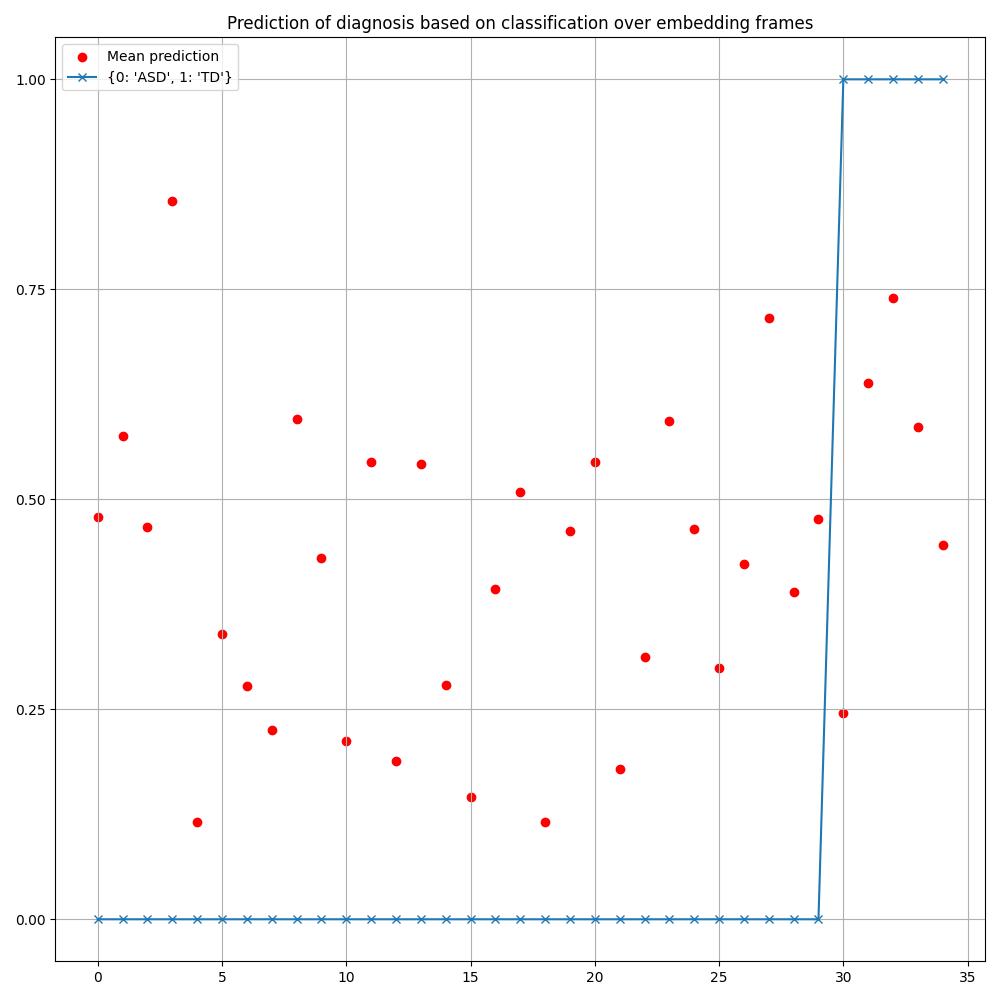 Prediction of diagnosis based on classification over embedding frames
Mean prediction
{0: 'ASD', 1: 'TD'}
1.00
0.75
0.50
0.25
0.00
0 5 10 15 20 25 30 35